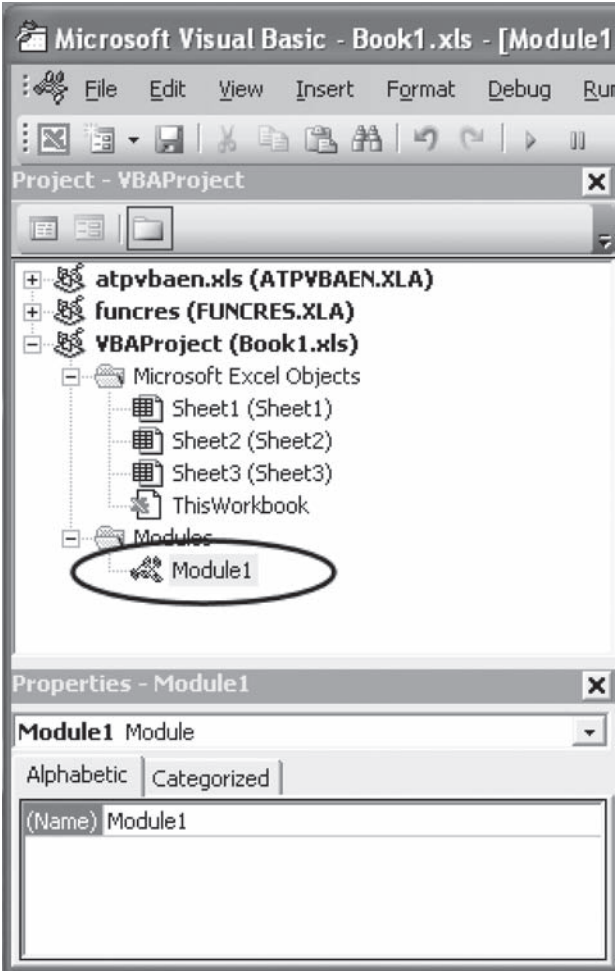 Microsoft Visual Basic - Book1.xls - [Module1
File Edit View Insert Format Debug Run
Project - VBAProject
atpvbaen.xls (ATPVBAEN.XLA)
funcres (FUNCRES.XLA)
VBAProject (Book1.xls)
Microsoft Excel Objects
Sheet1 (Sheet1)
Sheet2 (Sheet2)
Sheet3 (Sheet3)
ThisWorkbook
Modules
Module1
Properties - Module1
Module1 Module
Alphabetic Categorized
(Name) Module1